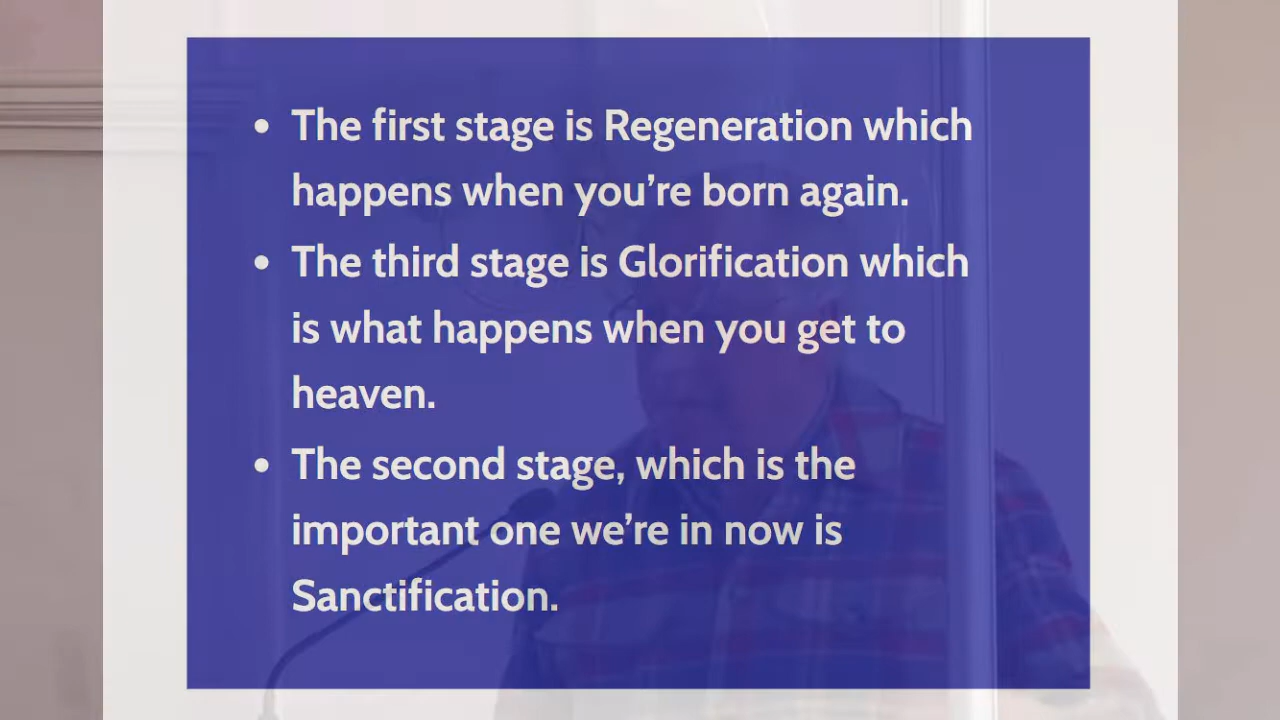 • The first stage is Regeneration which
happens when you’re born again.
• The third stage is Glorification which
is what happens when you get to
heaven.
• The second stage, which is the
important one we’re in now is
Sanctification.